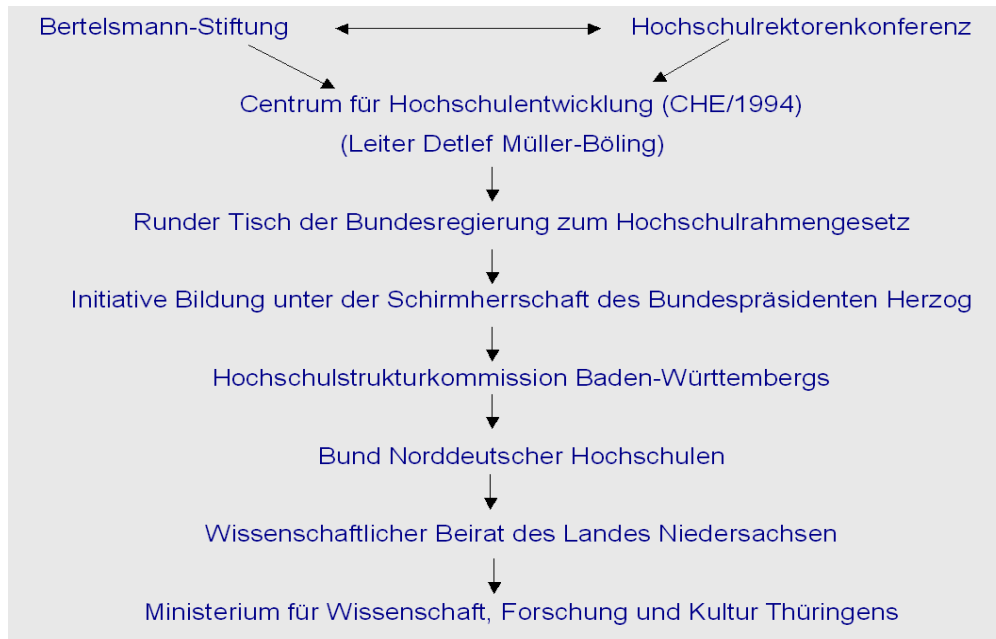 Bertelsmann-Stiftung Hochschulrektorenkonferenz
Centrum für Hochschulentwicklung (CHE/1994)
(Leiter Detlef Müller-Böling)
Runder Tisch der Bundesregierung zum Hochschulrahmengesetz
Initiative Bildung unter der Schirmherrschaft des Bundespräsidenten Herzog
Hochschulstrukturkommission Baden-Württembergs
Bund Norddeutscher Hochschulen
Wissenschaftlicher Beirat des Landes Niedersachsen
Ministerium für Wissenschaft, Forschung und Kultur Thüringens